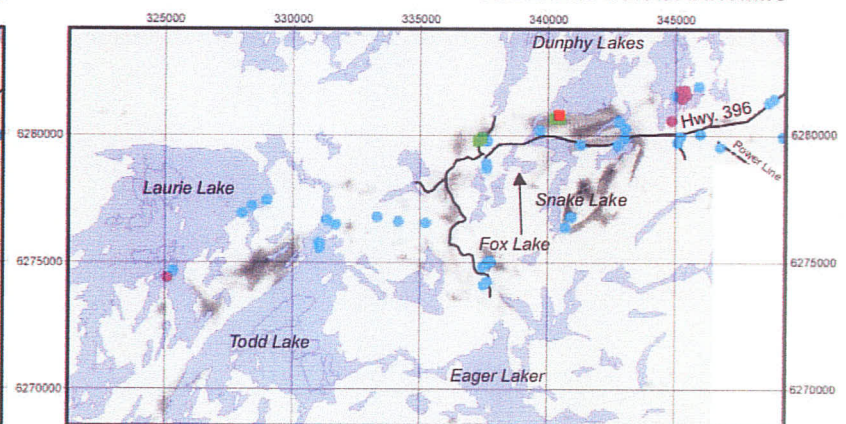 325000 330000 335000 340000 345000
Dunphy Lakes
Hwy. 396
6280000 6280000
Power Line
Laurie Lake
Snake Lake
Fox Lake
6275000 6275000
Todd Lake
Eager Laker
6270000 6270000